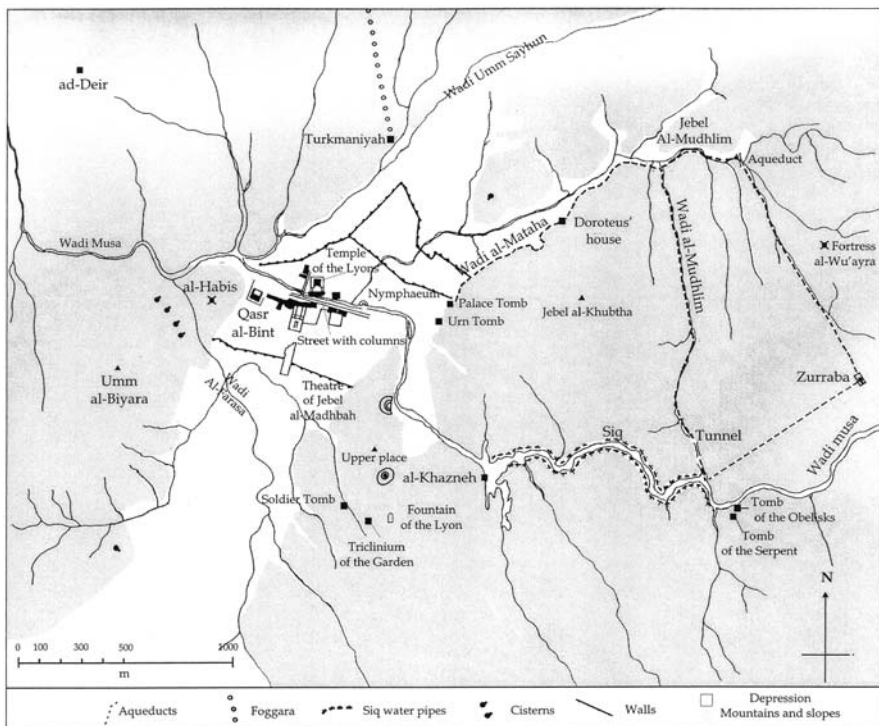 ad-Deir
Turkmaniyah
Wadi Umm Sayhun
Jebel
Al-Mudhlim
Aqueduct
Wadi Musa
Temple
of the Lyons
Wadi al-Mataha
Doroteus'
house
Wadi al-Mudhlim
Fortress
al-Wu'ayra
al-Habis
Nymphaeum
Palace Tomb
Jebel al-Khubtha
Qasr
al-Bint
Urn Tomb
Street with columns
Zurraba
Umm
al-Biyara
Wadi
Al-Farasa
Theatre
of Jebel
al-Madhbah
Siq
Tunnel
Wadi musa
Upper place
al-Khazneh
Soldier Tomb
Fountain
of the Lyon
Tomb
of the Obelisks
Triclinium
of the Garden
Tomb
of the Serpent
N
0 100 300 500 1000
m
Aqueducts Foggara Siq water pipes Cisterns Walls Depression
Mountains and slopes